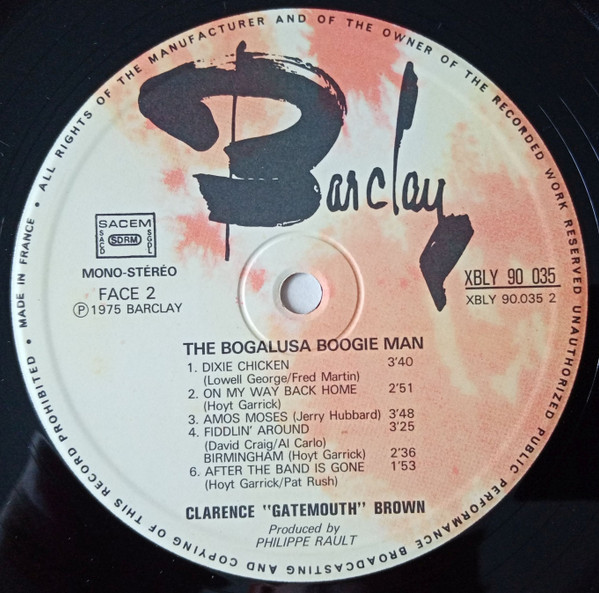 • ALL RIGHTS OF THE MANUFACTURER AND OF THE OWNER OF THE RECORDED WORK RESERVED UNAUTHORIZED PUBLIC PERFORMANCE BROADCASTING AND COPYING OF THIS RECORD PROHIBITED • MADE IN FRANCE
Barclay
SACEM
SACD SDRM SGDL
MONO-STÉRÉO
FACE 2
Ⓟ 1975 BARCLAY
XBLY 90 035
XBLY 90.035 2
THE BOGALUSA BOOGIE MAN
1. DIXIE CHICKEN 3'40
(Lowell George/Fred Martin)
2. ON MY WAY BACK HOME 2'51
(Hoyt Garrick)
3. AMOS MOSES (Jerry Hubbard) 3'48
4. FIDDLIN' AROUND 3'25
(David Craig/Al Carlo)
BIRMINGHAM (Hoyt Garrick) 2'36
6. AFTER THE BAND IS GONE 1'53
(Hoyt Garrick/Pat Rush)
CLARENCE "GATEMOUTH" BROWN
Produced by
PHILIPPE RAULT